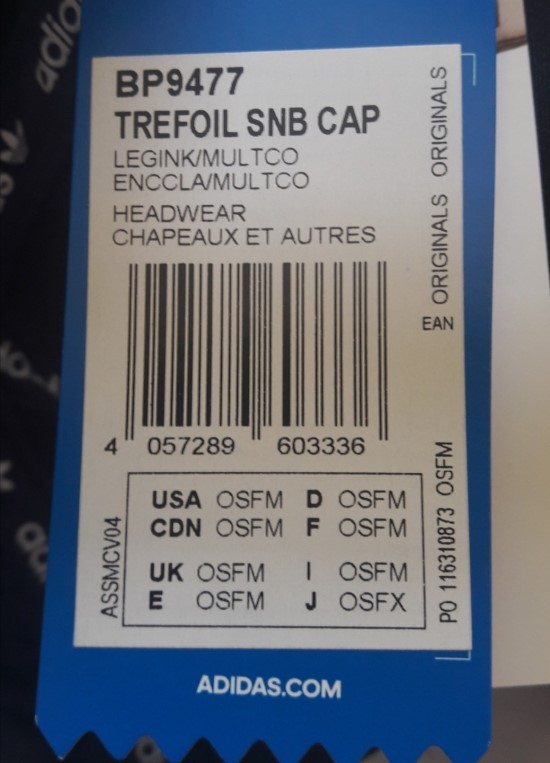 adidas
BP9477
TREFOIL SNB CAP
LEGINK/MULTCO
ENCCLA/MULTCO
HEADWEAR
CHAPEAUX ET AUTRES
ORIGINALS ORIGINALS
EAN
4 057289 603336
USA OSFM D OSFM
CDN OSFM F OSFM
UK OSFM I OSFM
E OSFM J OSFX
ASSMCV04
PO 116310873 OSFM
ADIDAS.COM